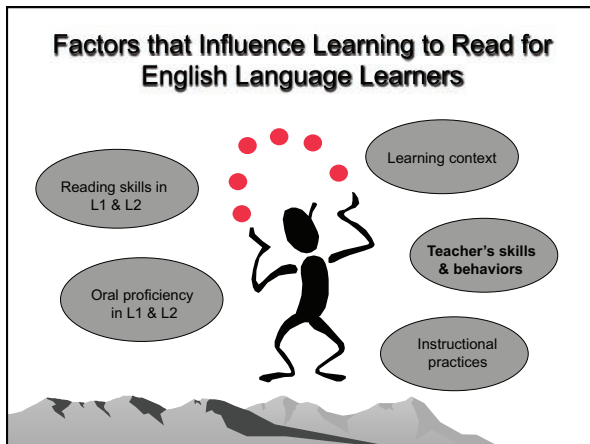 Factors that Influence Learning to Read for
English Language Learners
Reading skills in
L1 & L2
Oral proficiency
in L1 & L2
Learning context
Teacher's skills
& behaviors
Instructional
practices